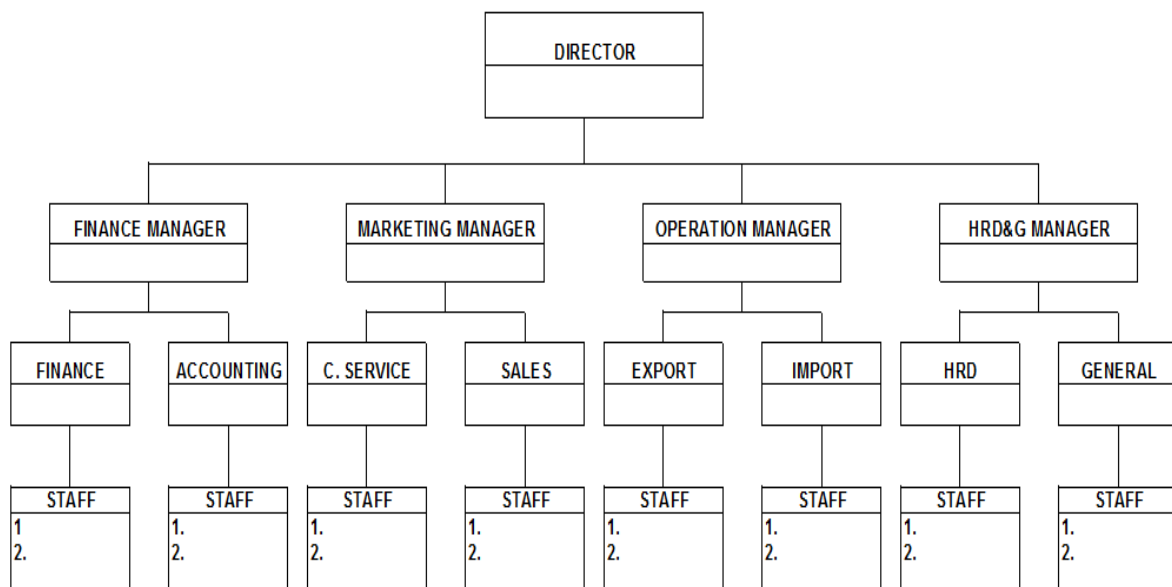 DIRECTOR
FINANCE MANAGER
MARKETING MANAGER
OPERATION MANAGER
HRD&G MANAGER
FINANCE
ACCOUNTING
C. SERVICE
SALES
EXPORT
IMPORT
HRD
GENERAL
STAFF
1
2.
STAFF
1.
2.
STAFF
1.
2.
STAFF
1.
2.
STAFF
1.
2.
STAFF
1.
2.
STAFF
1.
2.
STAFF
1.
2.